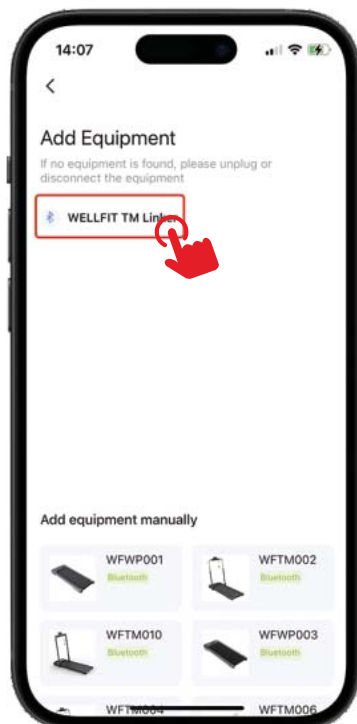 14:07
Add Equipment
If no equipment is found, please unplug or
disconnect the equipment
WELLFIT TM Linker
Add equipment manually
WFWP001
Bluetooth
WFTM002
Bluetooth
WFTM010
Bluetooth
WFWP003
Bluetooth
WFTM004
WFTM006